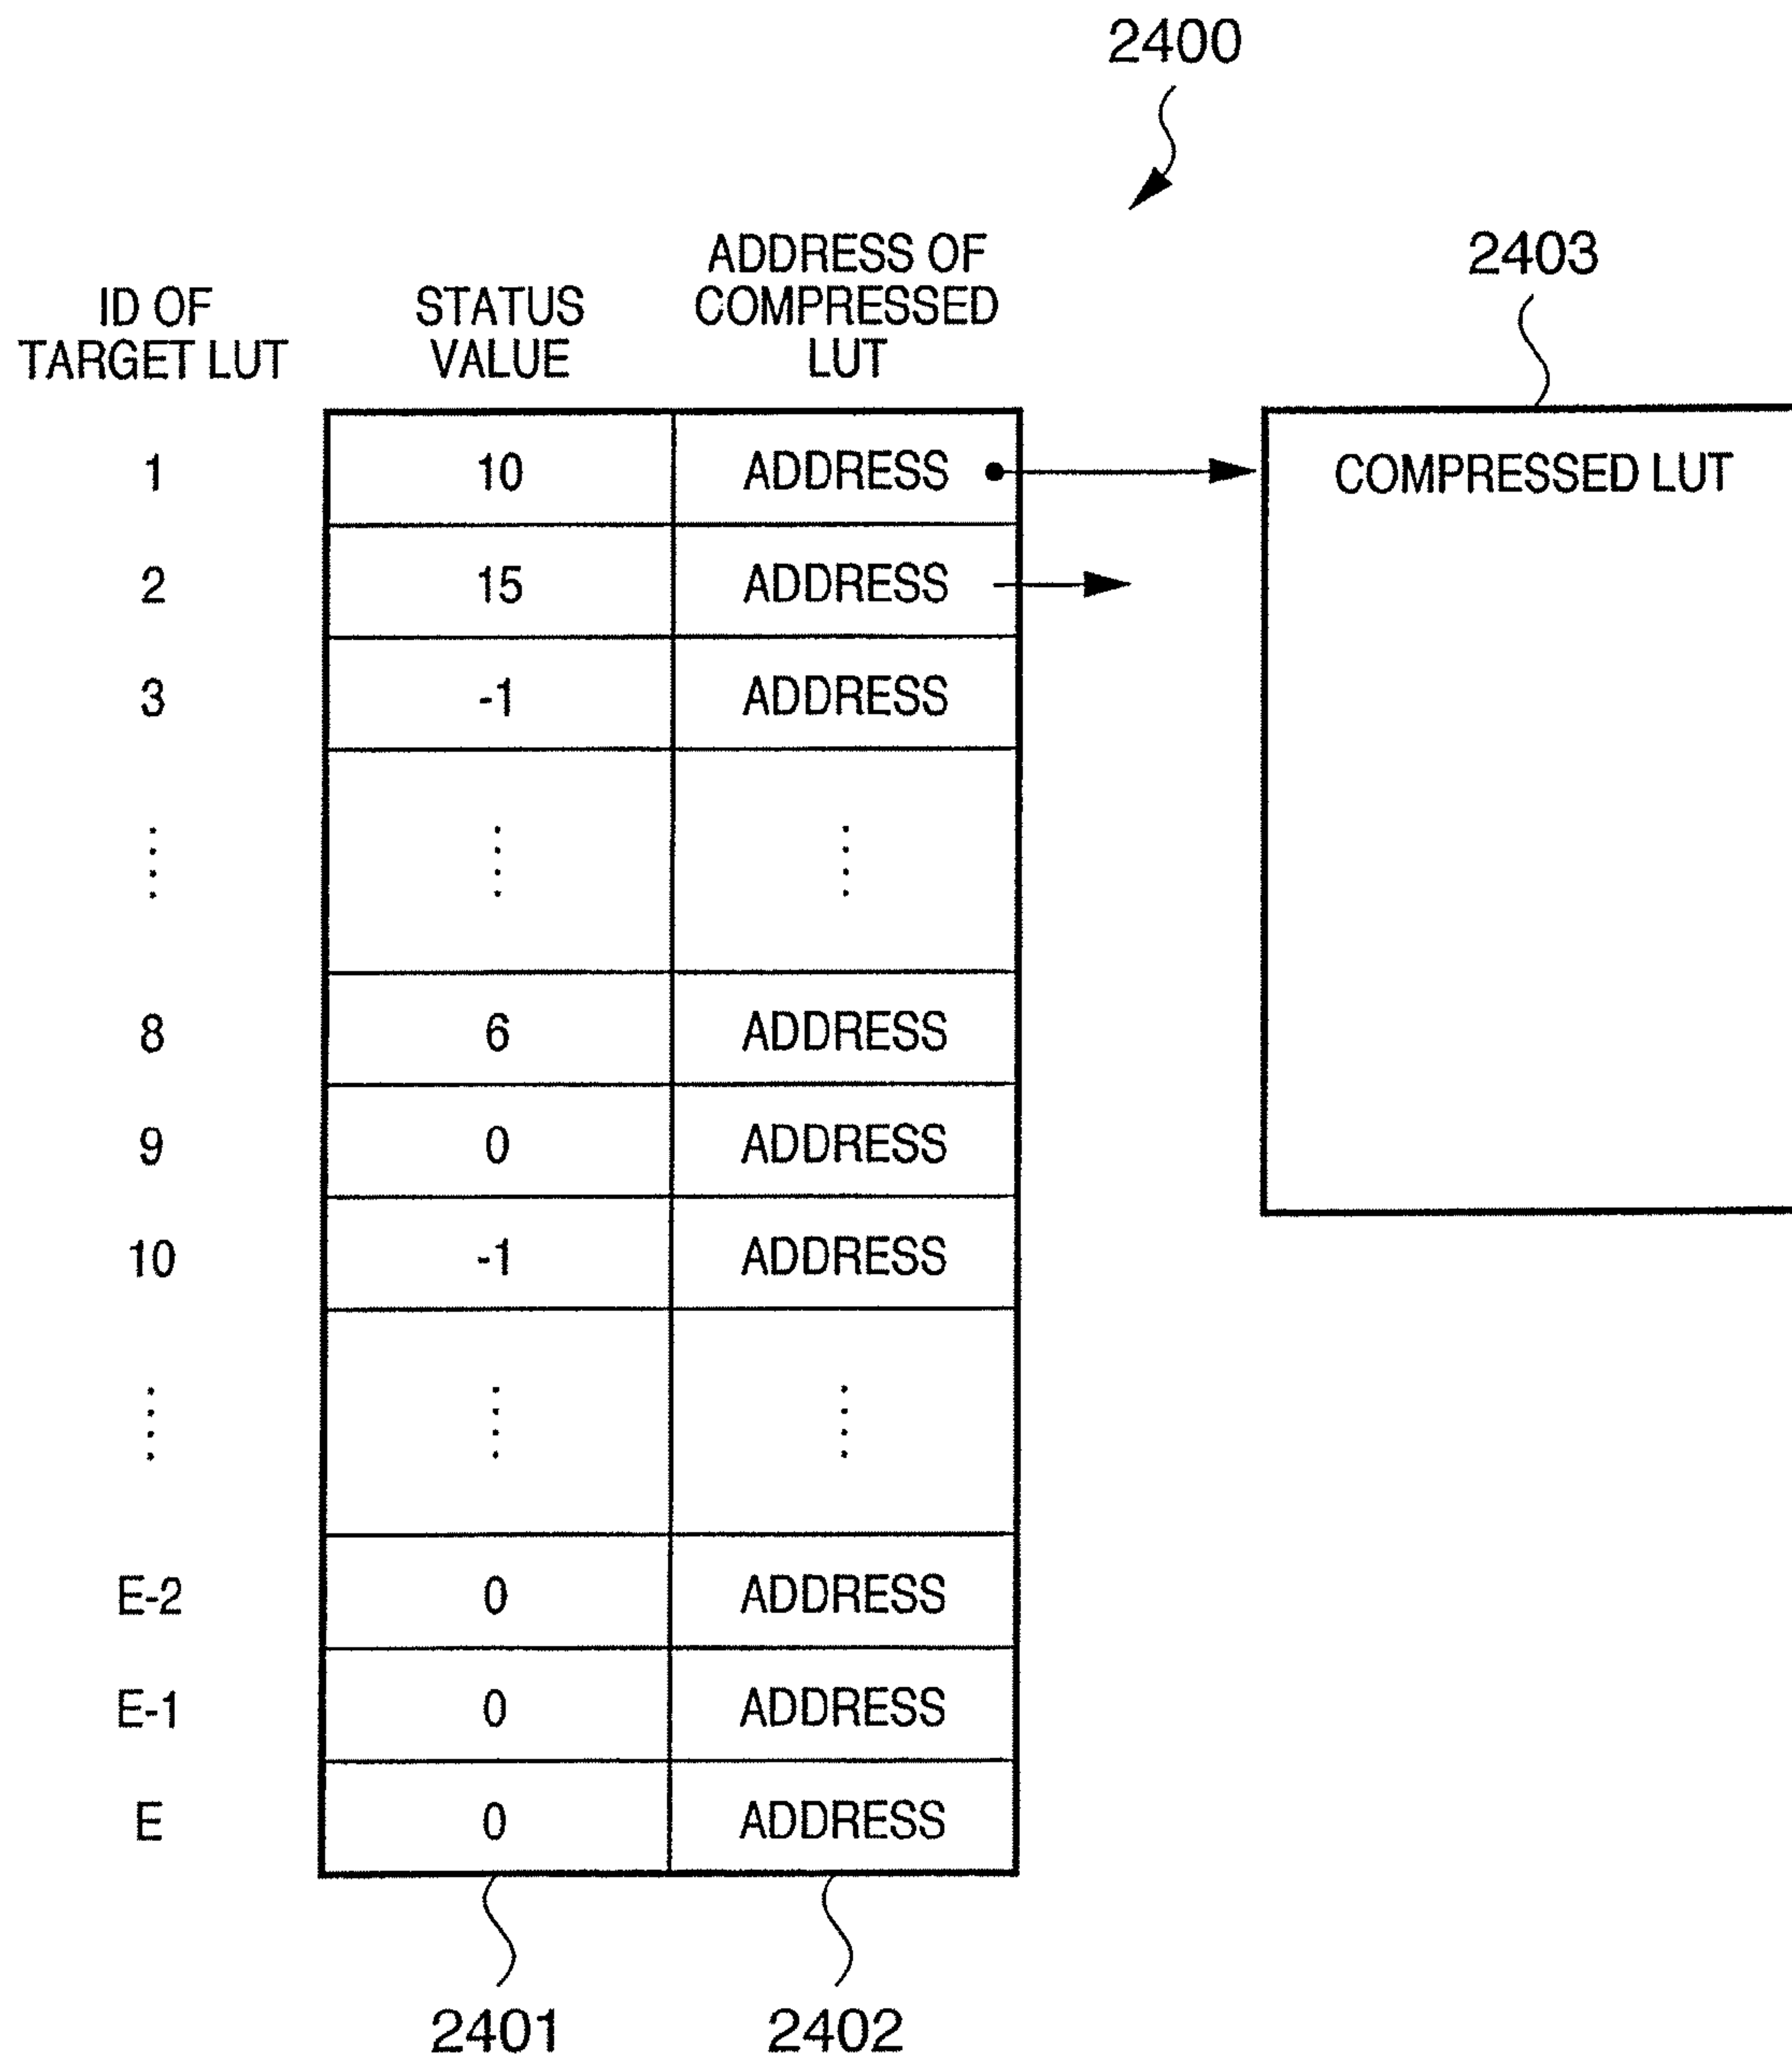 2400
2403
ID OF
TARGET LUT
STATUS
VALUE
ADDRESS OF
COMPRESSED
LUT
1 10 ADDRESS COMPRESSED LUT
2 15 ADDRESS
3 -1 ADDRESS
8 6 ADDRESS
9 0 ADDRESS
10 -1 ADDRESS
E-2 0 ADDRESS
E-1 0 ADDRESS
E 0 ADDRESS
2401 2402